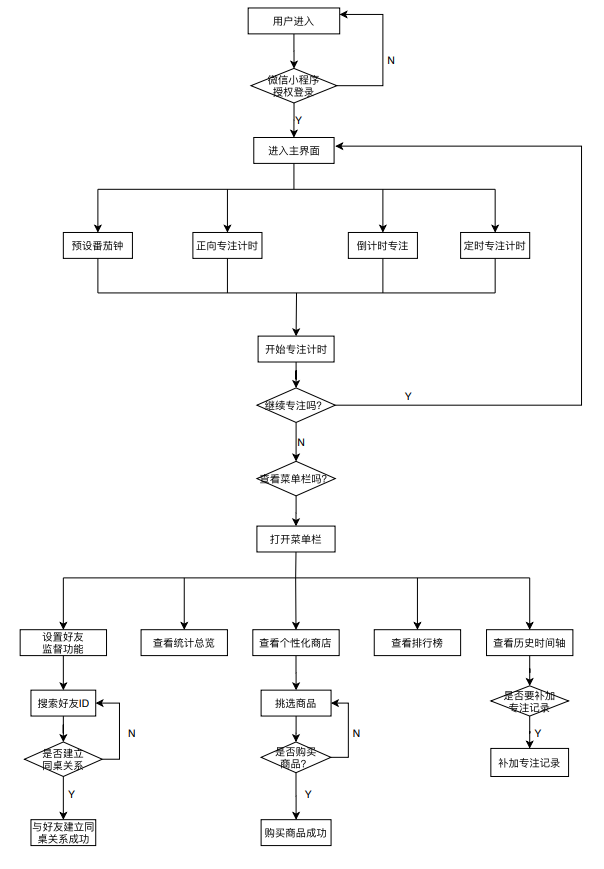 用户进入
N
微信小程序
授权登录
Y
进入主界面
预设番茄钟
正向专注计时
倒计时专注
定时专注计时
开始专注计时
Y
继续专注吗?
N
查看菜单栏吗?
打开菜单栏
设置好友
监督功能
查看统计总览
查看个性化商店
查看排行榜
查看历史时间轴
搜索好友ID
挑选商品
是否要补加
专注记录
N
N
Y
是否建立
同桌关系
是否购买
商品?
补加专注记录
Y
Y
与好友建立同
桌关系成功
购买商品成功